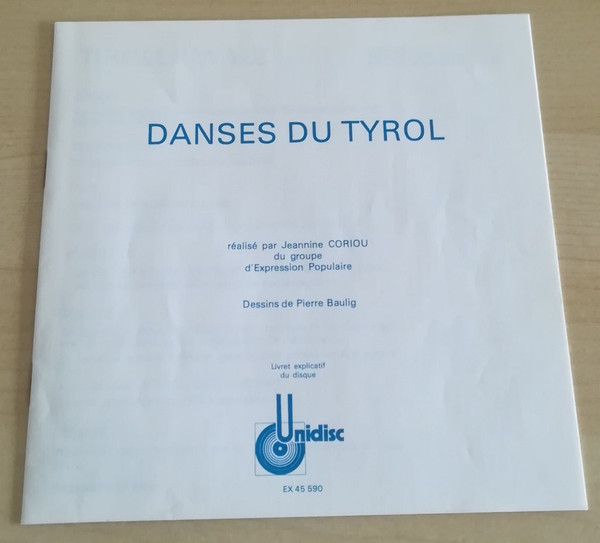 DANSES DU TYROL
réalisé par Jeannine CORIOU
du groupe
d'Expression Populaire
Dessins de Pierre Baulig
Livret explicatif
du disque
Unidisc
EX 45 590